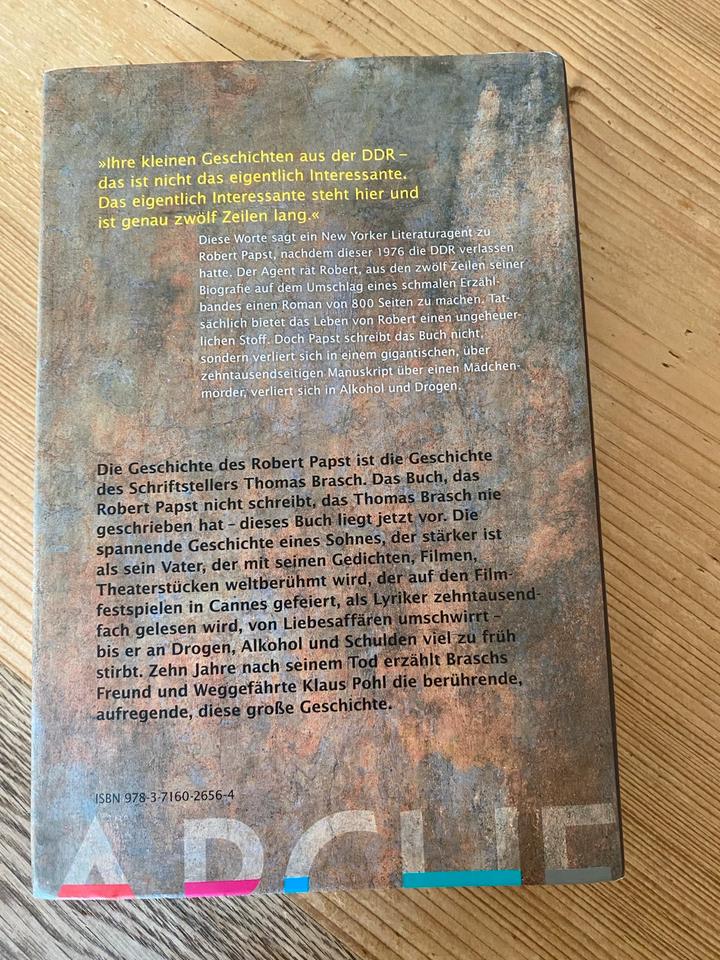 »Ihre kleinen Geschichten aus der DDR –
das ist nicht das eigentlich Interessante.
Das eigentlich Interessante steht hier und
ist genau zwölf Zeilen lang.«
Diese Worte sagt ein New Yorker Literaturagent zu
Robert Papst, nachdem dieser 1976 die DDR verlassen
hatte. Der Agent rät Robert, aus den zwölf Zeilen seiner
Biografie auf dem Umschlag eines schmalen Erzähl-
bandes einen Roman von 800 Seiten zu machen. Tat-
sächlich bietet das Leben von Robert einen ungeheuer-
lichen Stoff. Doch Papst schreibt das Buch nicht,
sondern verliert sich in einem gigantischen, über
zehntausendseitigen Manuskript über einen Mädchen-
mörder, verliert sich in Alkohol und Drogen.
Die Geschichte des Robert Papst ist die Geschichte
des Schriftstellers Thomas Brasch. Das Buch, das
Robert Papst nicht schreibt, das Thomas Brasch nie
geschrieben hat – dieses Buch liegt jetzt vor. Die
spannende Geschichte eines Sohnes, der stärker ist
als sein Vater, der mit seinen Gedichten, Filmen,
Theaterstücken weltberühmt wird, der auf den Film-
festspielen in Cannes gefeiert, als Lyriker zehntausend-
fach gelesen wird, von Liebesaffären umschwirrt –
bis er an Drogen, Alkohol und Schulden viel zu früh
stirbt. Zehn Jahre nach seinem Tod erzählt Braschs
Freund und Weggefährte Klaus Pohl die berührende,
aufregende, diese große Geschichte.
ISBN 978-3-7160-2656-4
ARCHE